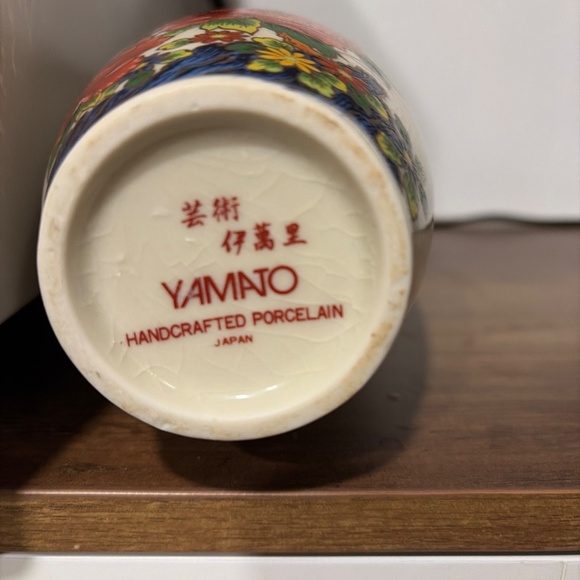 芸術
伊萬里
YAMATO
HANDCRAFTED PORCELAIN
JAPAN